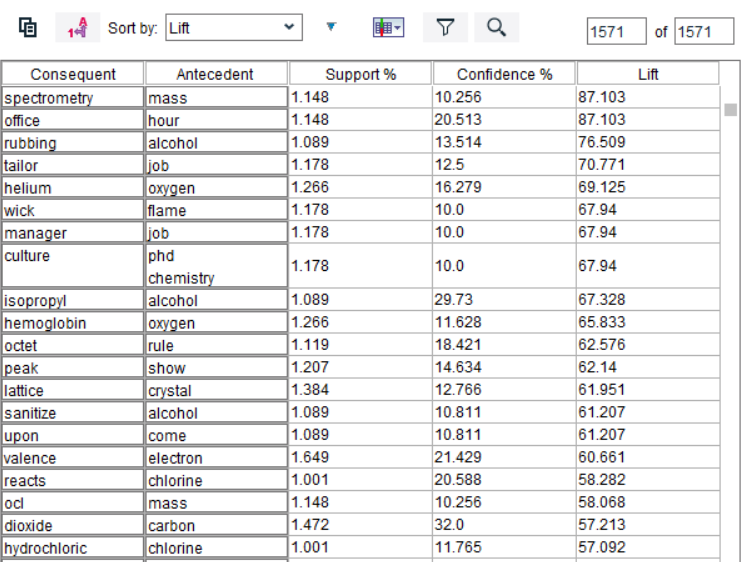 Sort by: Lift 1571 of 1571
Consequent Antecedent Support % Confidence % Lift
spectrometry mass 1.148 10.256 87.103
office hour 1.148 20.513 87.103
rubbing alcohol 1.089 13.514 76.509
tailor job 1.178 12.5 70.771
helium oxygen 1.266 16.279 69.125
wick flame 1.178 10.0 67.94
manager job 1.178 10.0 67.94
culture phd 1.178 10.0 67.94
chemistry
isopropyl alcohol 1.089 29.73 67.328
hemoglobin oxygen 1.266 11.628 65.833
octet rule 1.119 18.421 62.576
peak show 1.207 14.634 62.14
lattice crystal 1.384 12.766 61.951
sanitize alcohol 1.089 10.811 61.207
upon come 1.089 10.811 61.207
valence electron 1.649 21.429 60.661
reacts chlorine 1.001 20.588 58.282
ocl mass 1.148 10.256 58.068
dioxide carbon 1.472 32.0 57.213
hydrochloric chlorine 1.001 11.765 57.092